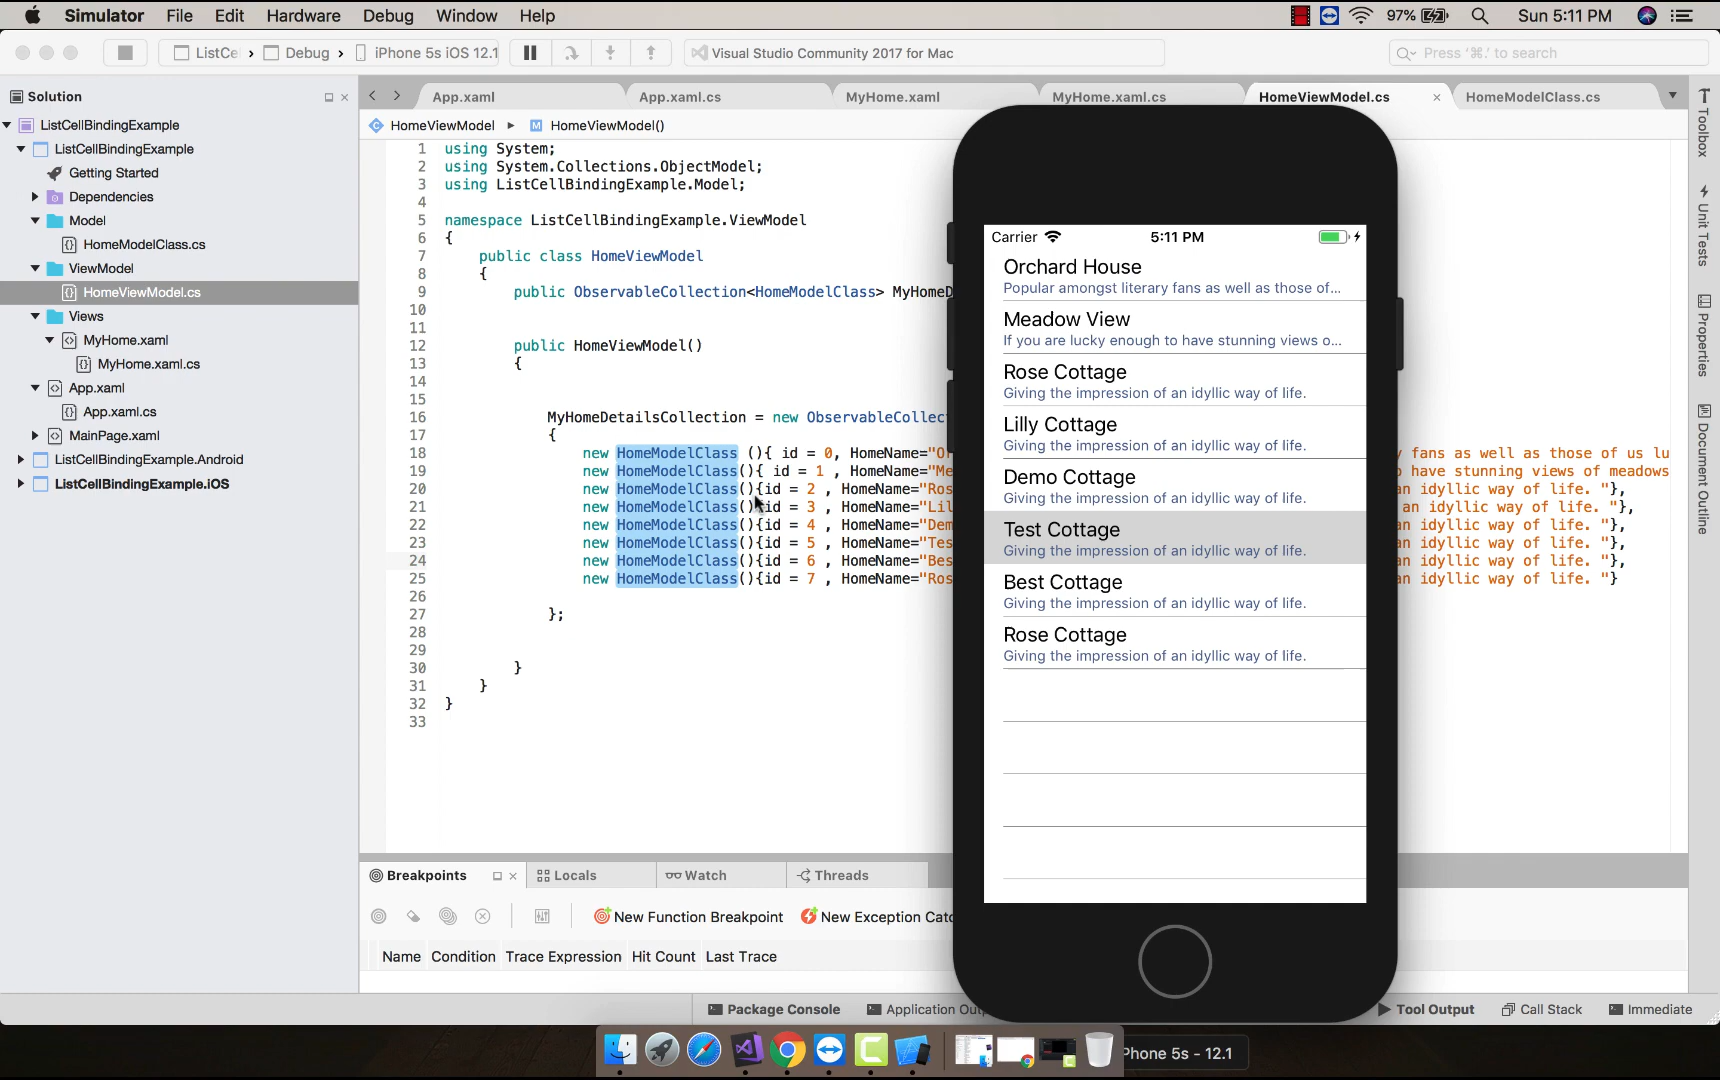 Simulator File Edit Hardware Debug Window Help 97% Sun 5:11 PM
ListCe › Debug › iPhone 5s iOS 12.1 Visual Studio Community 2017 for Mac Press '⌘.' to search
Solution
App.xaml App.xaml.cs MyHome.xaml MyHome.xaml.cs HomeViewModel.cs HomeModelClass.cs
HomeViewModel ▸ HomeViewModel()
ListCellBindingExample
ListCellBindingExample
Getting Started
Dependencies
Model
HomeModelClass.cs
ViewModel
HomeViewModel.cs
Views
MyHome.xaml
MyHome.xaml.cs
App.xaml
App.xaml.cs
MainPage.xaml
ListCellBindingExample.Android
ListCellBindingExample.iOS
1 using System;
2 using System.Collections.ObjectModel;
3 using ListCellBindingExample.Model;
4
5 namespace ListCellBindingExample.ViewModel
6 {
7 public class HomeViewModel
8 {
9 public ObservableCollection<HomeModelClass> MyHomeD
10
11
12 public HomeViewModel()
13 {
14
15
16 MyHomeDetailsCollection = new ObservableCollec
17 {
18 new HomeModelClass (){ id = 0, HomeName="Or y fans as well as those of us lu
19 new HomeModelClass(){ id = 1 , HomeName="Me o have stunning views of meadows
20 new HomeModelClass(){id = 2 , HomeName="Ros an idyllic way of life. "},
21 new HomeModelClass(){id = 3 , HomeName="Lil an idyllic way of life. "},
22 new HomeModelClass(){id = 4 , HomeName="Dem an idyllic way of life. "},
23 new HomeModelClass(){id = 5 , HomeName="Tes an idyllic way of life. "},
24 new HomeModelClass(){id = 6 , HomeName="Bes an idyllic way of life. "},
25 new HomeModelClass(){id = 7 , HomeName="Ros an idyllic way of life. "}
26
27 };
28
29
30 }
31 }
32 }
33
Carrier 5:11 PM
Orchard House
Popular amongst literary fans as well as those of...
Meadow View
If you are lucky enough to have stunning views o...
Rose Cottage
Giving the impression of an idyllic way of life.
Lilly Cottage
Giving the impression of an idyllic way of life.
Demo Cottage
Giving the impression of an idyllic way of life.
Test Cottage
Giving the impression of an idyllic way of life.
Best Cottage
Giving the impression of an idyllic way of life.
Rose Cottage
Giving the impression of an idyllic way of life.
Toolbox
Unit Tests
Properties
Document Outline
Breakpoints Locals Watch Threads
New Function Breakpoint New Exception Catc
Name Condition Trace Expression Hit Count Last Trace
Package Console Application Outp Tool Output Call Stack Immediate
Phone 5s - 12.1